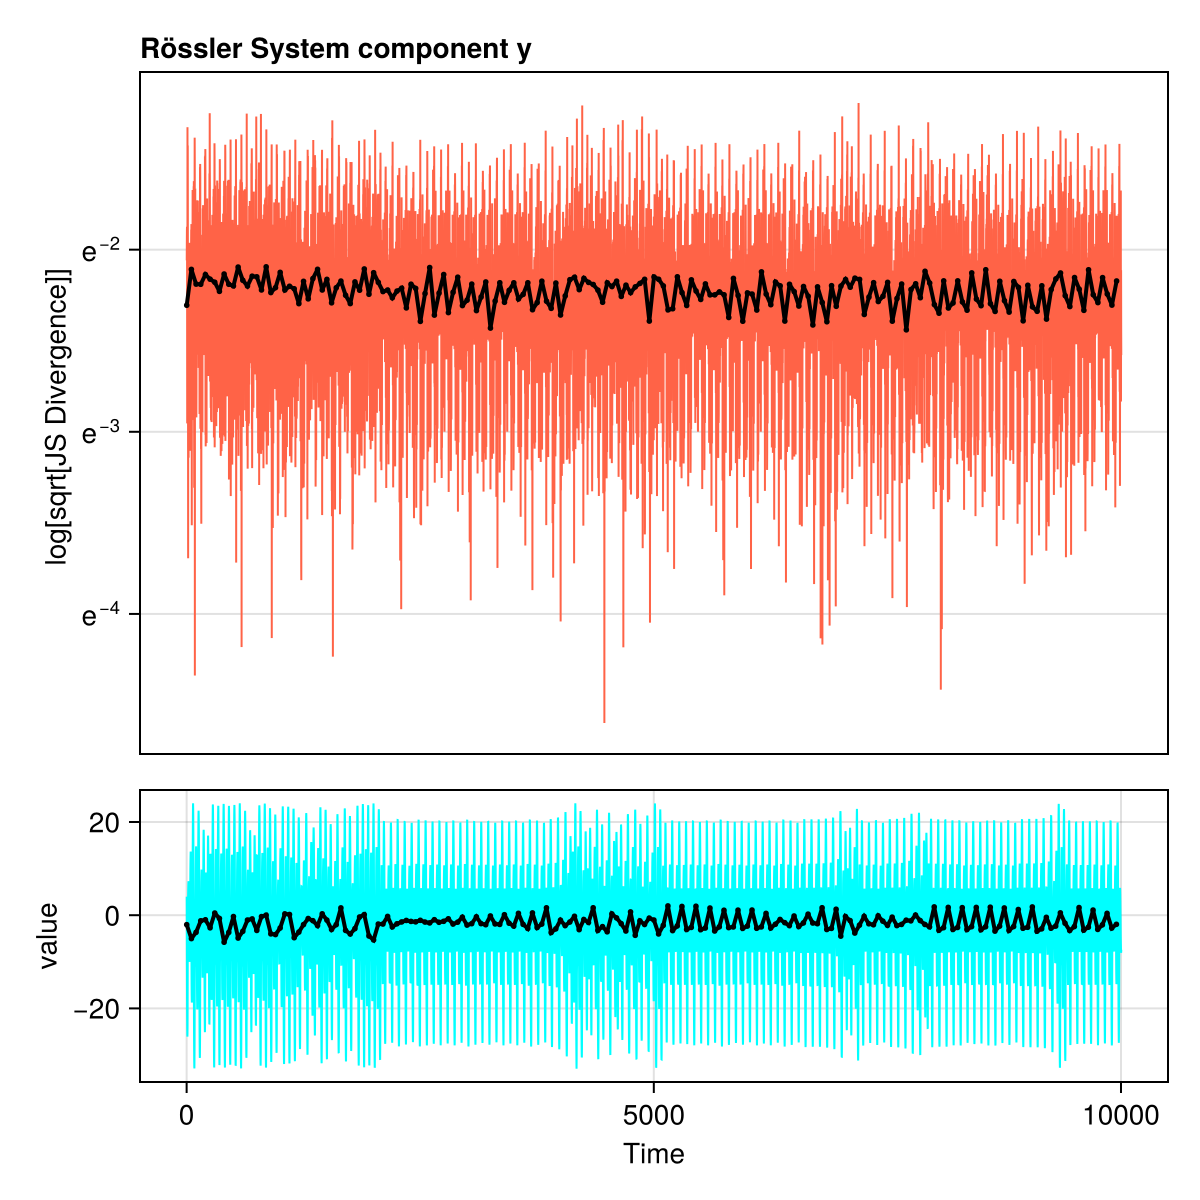 Rössler System component y
log[sqrt[JS Divergence]]
e⁻²
e⁻³
e⁻⁴
value
20
0
−20
0 5000 10000
Time